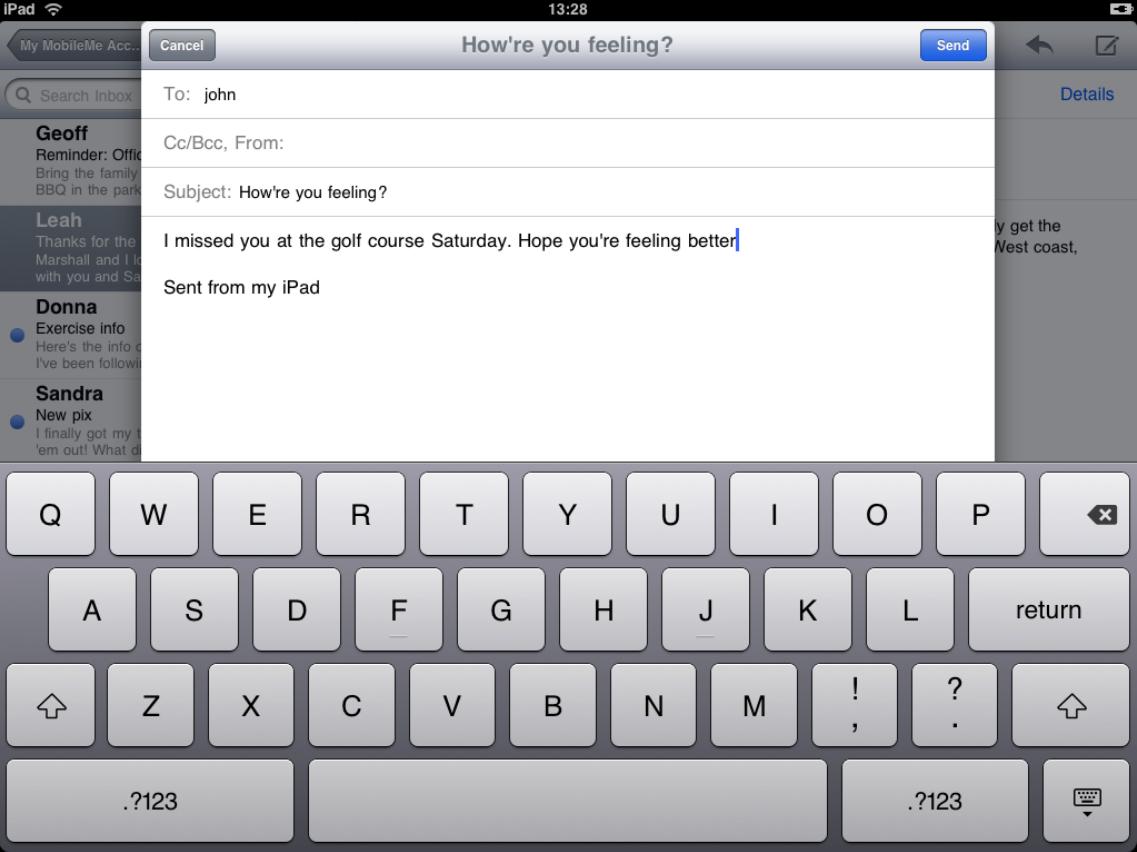 iPad
13:28
My MobileMe Acc...
Cancel
How're you feeling?
Send
Search Inbox
To: john
Details
Cc/Bcc, From:
Geoff
Reminder: Offic
Bring the family
BBQ in the park
Subject: How're you feeling?
Leah
Thanks for the
Marshall and I lo
with you and Sa
I missed you at the golf course Saturday. Hope you're feeling better
Sent from my iPad
ly get the
West coast,
Donna
Exercise info
Here's the info o
I've been followin
Sandra
New pix
I finally got my t
'em out! What di
Q W E R T Y U I O P
A S D F G H J K L return
Z X C V B N M ! , ? .
.?123 .?123